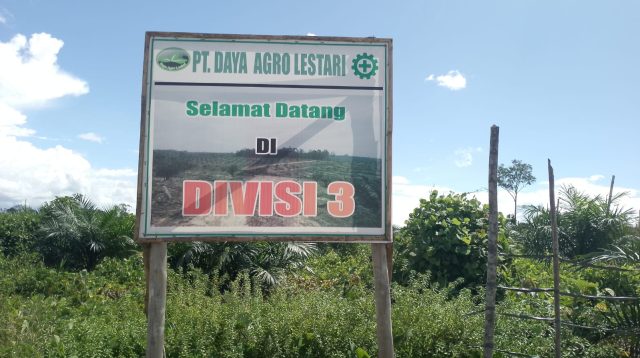 PT. DAYA AGRO LESTARI
Selamat Datang
DI
DIVISI 3